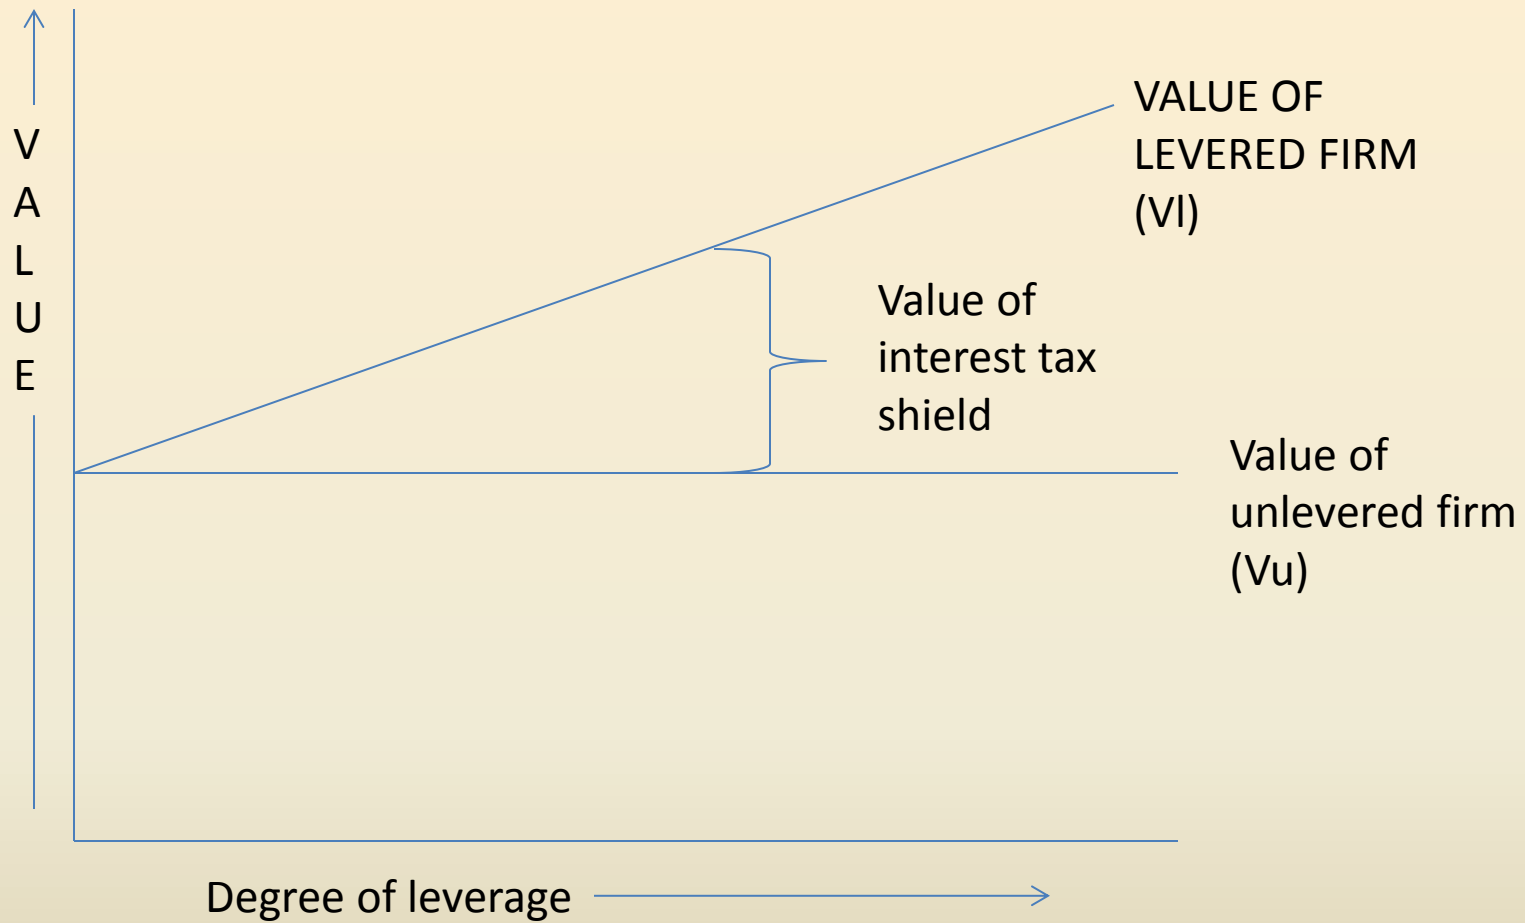 V
A
L
U
E
VALUE OF
LEVERED FIRM
(Vl)
Value of
interest tax
shield
Value of
unlevered firm
(Vu)
Degree of leverage